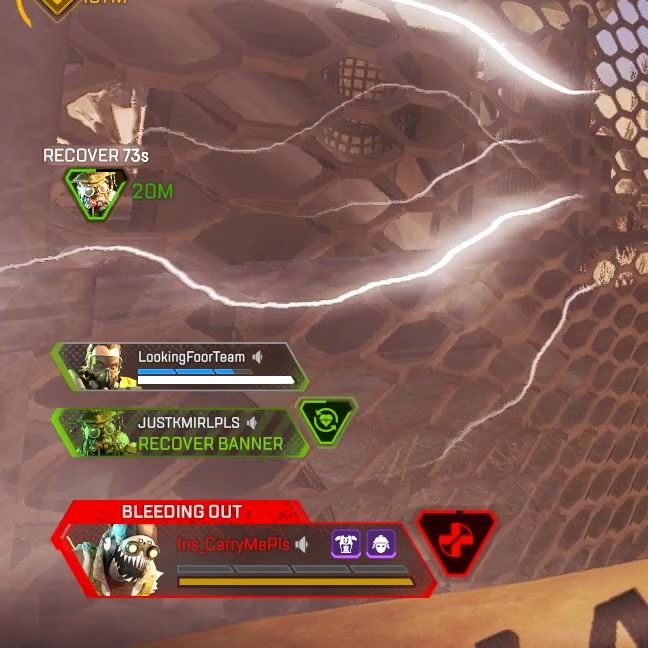 RECOVER 73s
20M
LookingFoorTeam
JUSTKMIRLPLS
RECOVER BANNER
BLEEDING OUT
Ins_CarryMePls